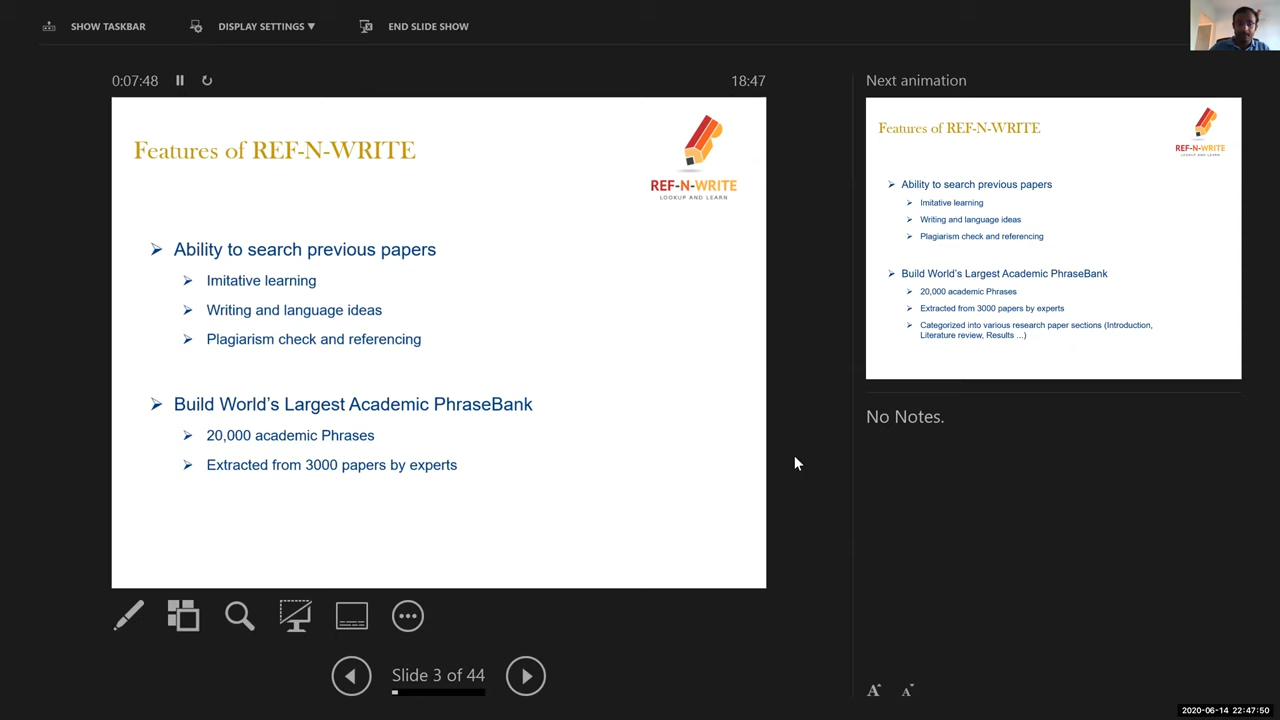 SHOW TASKBAR
DISPLAY SETTINGS ▼
END SLIDE SHOW
0:07:48
18:47
Next animation
Features of REF-N-WRITE
REF-N-WRITE
LOOKUP AND LEARN
Ability to search previous papers
Imitative learning
Writing and language ideas
Plagiarism check and referencing
Build World’s Largest Academic PhraseBank
20,000 academic Phrases
Extracted from 3000 papers by experts
Features of REF-N-WRITE
REF-N-WRITE
LOOKUP AND LEARN
Ability to search previous papers
Imitative learning
Writing and language ideas
Plagiarism check and referencing
Build World’s Largest Academic PhraseBank
20,000 academic Phrases
Extracted from 3000 papers by experts
Categorized into various research paper sections (Introduction,
Literature review, Results ...)
No Notes.
Slide 3 of 44
A A
2020-06-14 22:47:50